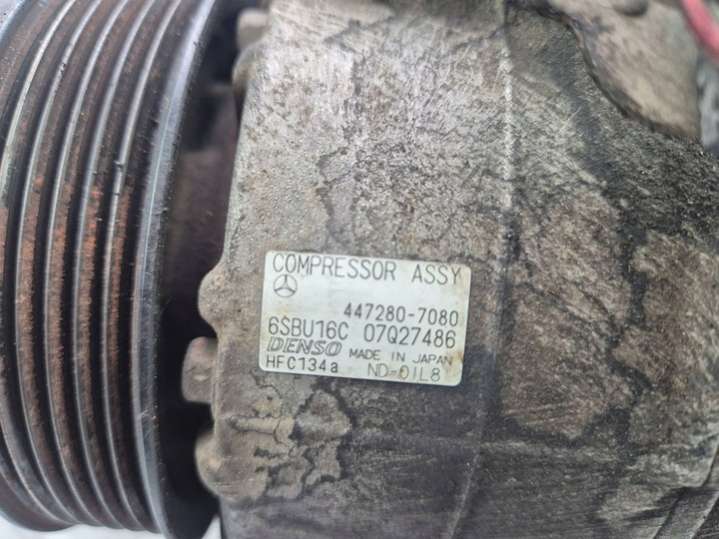 COMPRESSOR ASSY
447280-7080
6SBU16C 07Q27486
DENSO MADE IN JAPAN
HFC134a ND-OIL8